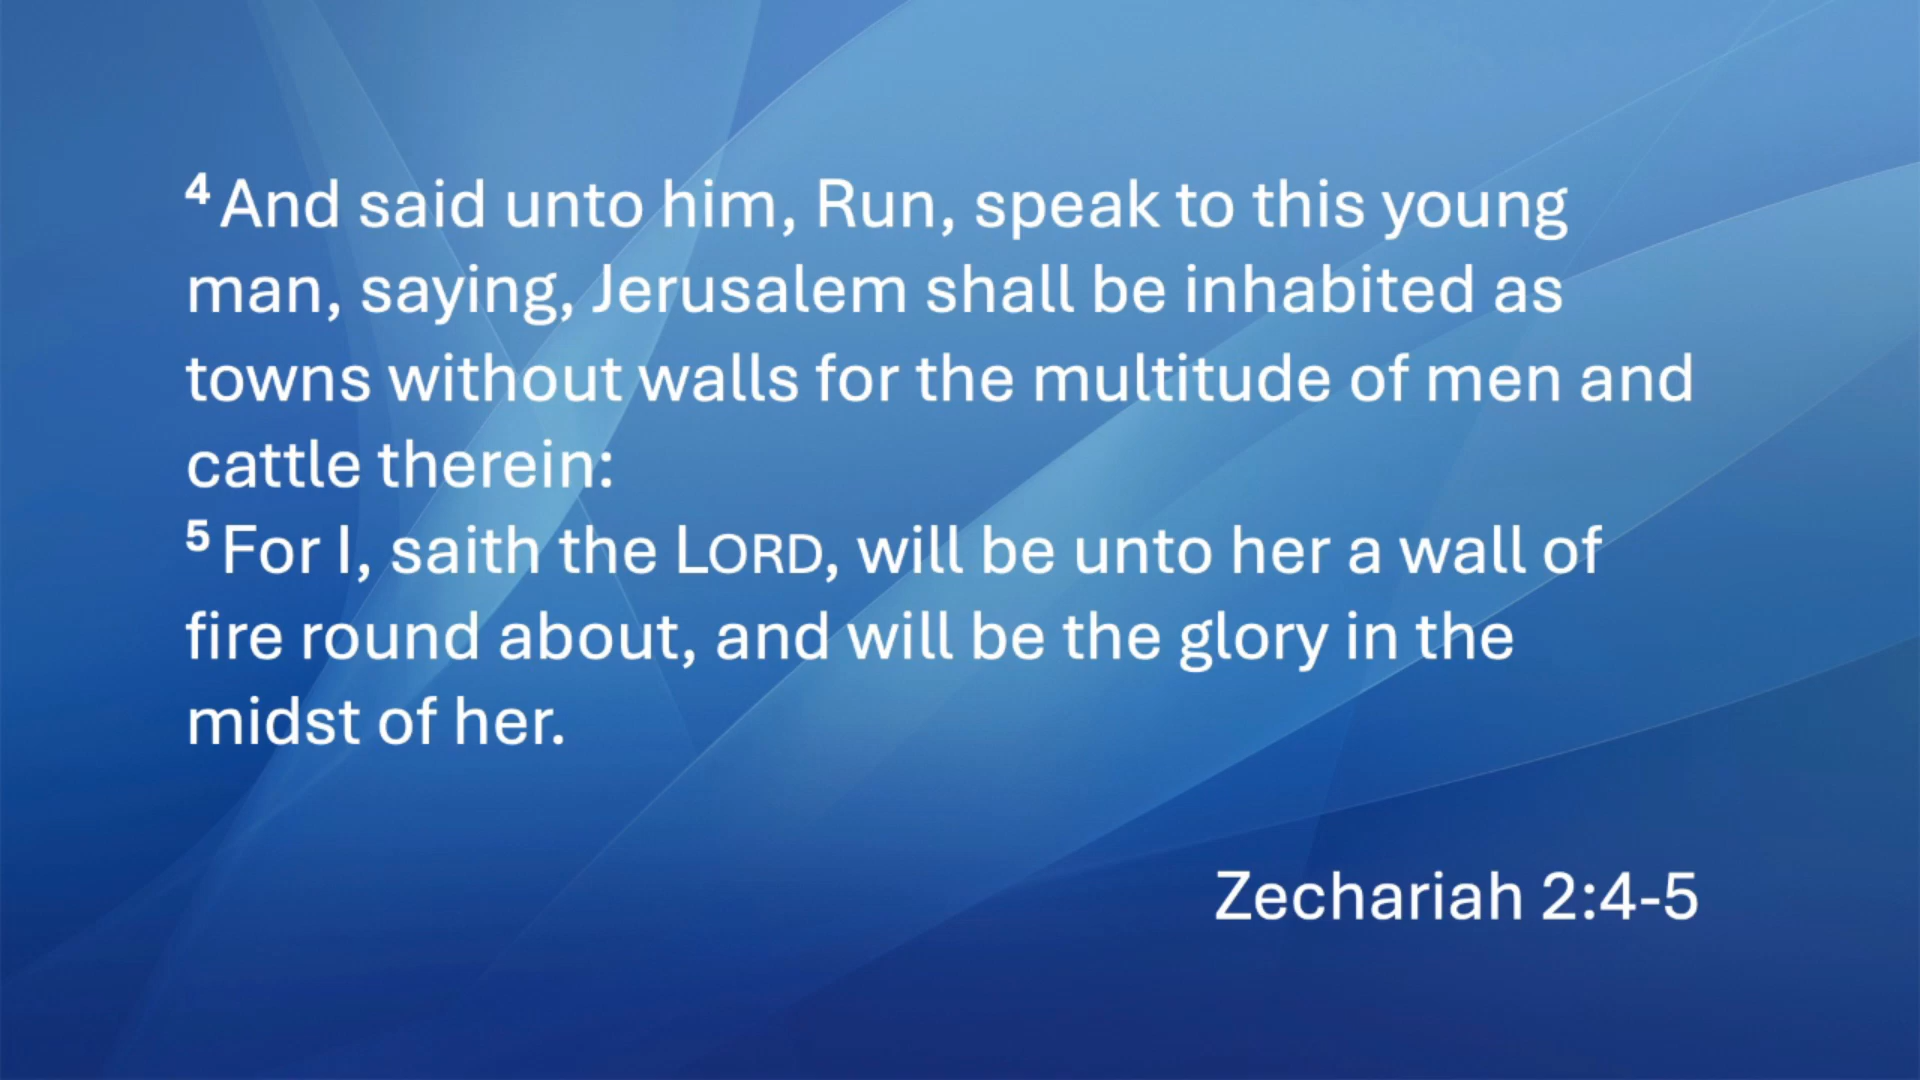 4 And said unto him, Run, speak to this young
man, saying, Jerusalem shall be inhabited as
towns without walls for the multitude of men and
cattle therein:
5 For I, saith the LORD, will be unto her a wall of
fire round about, and will be the glory in the
midst of her.
Zechariah 2:4-5